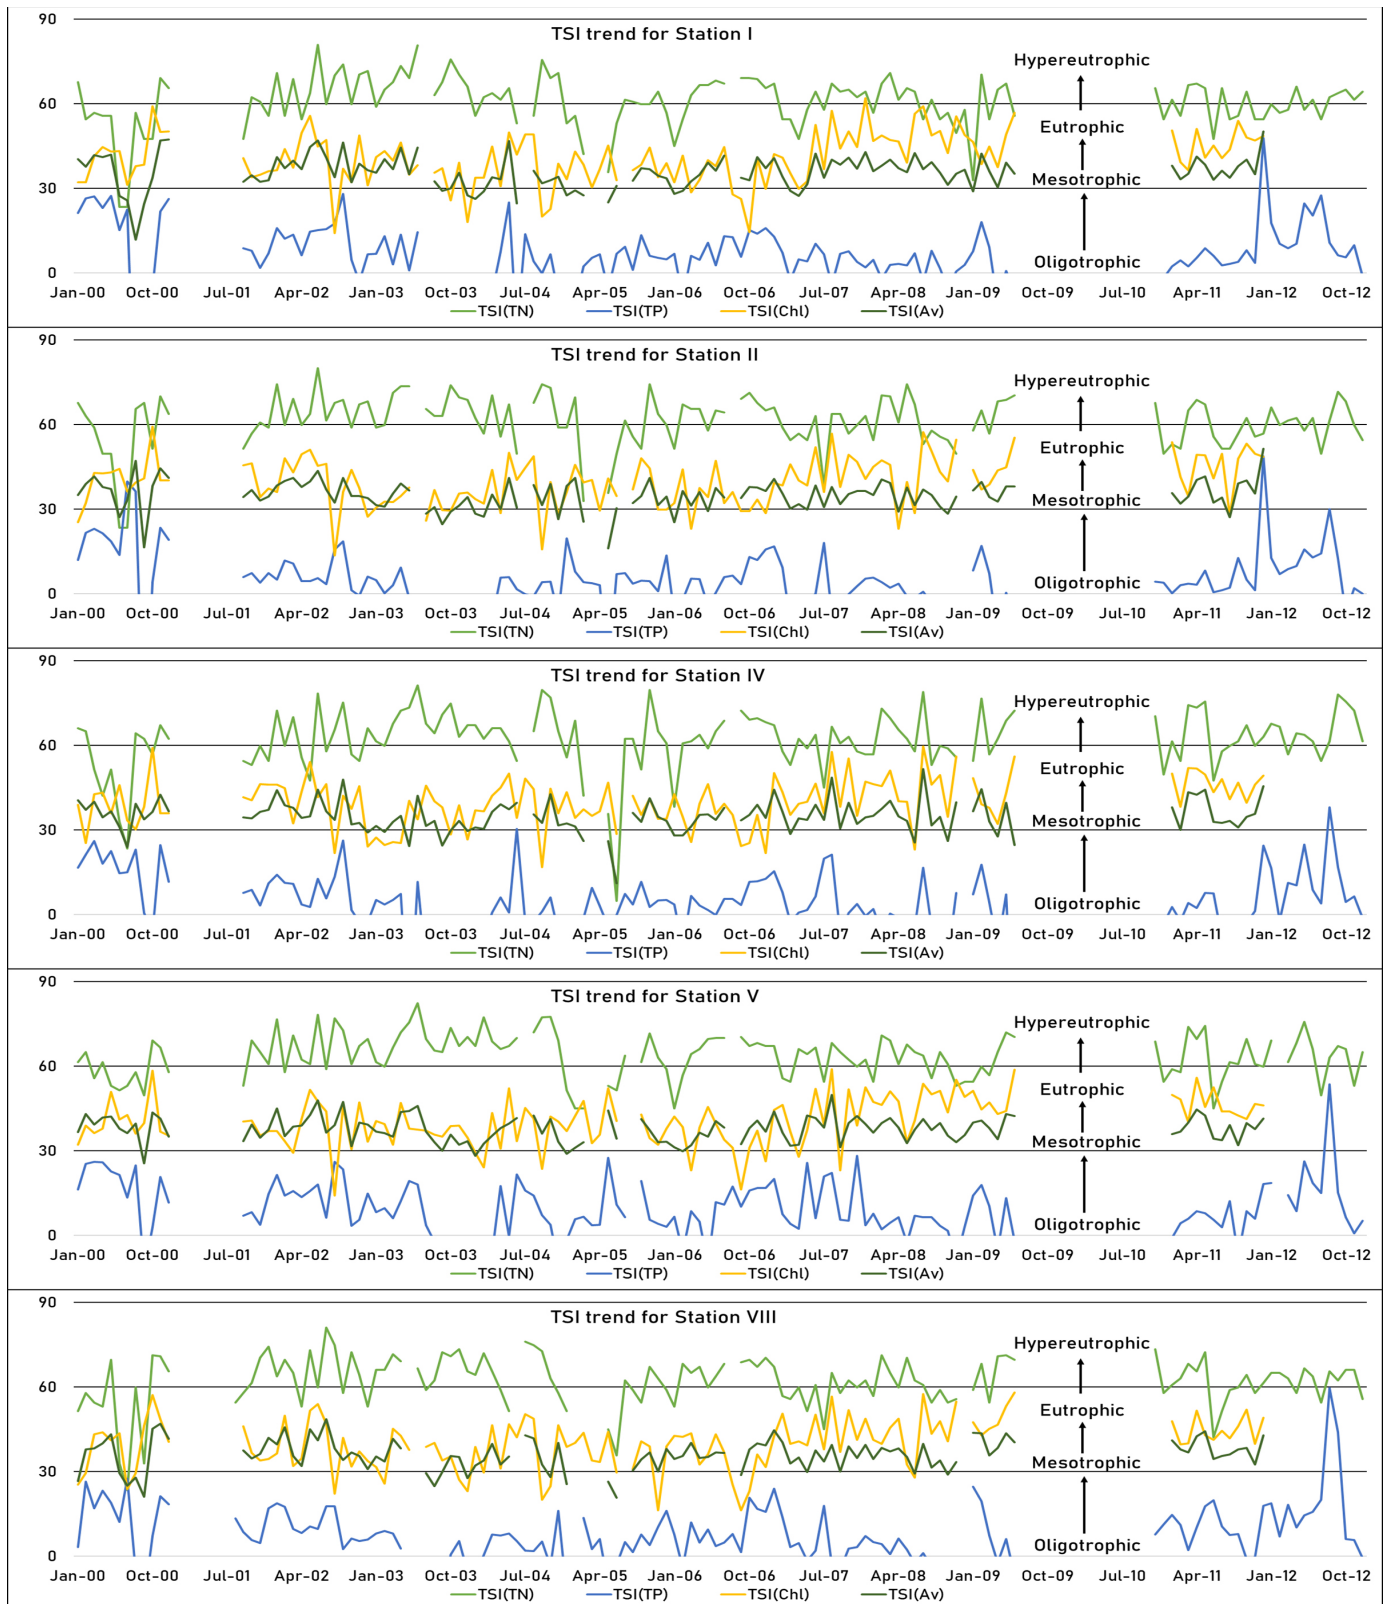 TSI trend for Station I
90
60
30
0
Hypereutrophic
Eutrophic
Mesotrophic
Oligotrophic
Jan-00 Oct-00 Jul-01 Apr-02 Jan-03 Oct-03 Jul-04 Apr-05 Jan-06 Oct-06 Jul-07 Apr-08 Jan-09 Oct-09 Jul-10 Apr-11 Jan-12 Oct-12
TSI(TN) TSI(TP) TSI(Chl) TSI(Av)
TSI trend for Station II
90
60
30
0
Hypereutrophic
Eutrophic
Mesotrophic
Oligotrophic
Jan-00 Oct-00 Jul-01 Apr-02 Jan-03 Oct-03 Jul-04 Apr-05 Jan-06 Oct-06 Jul-07 Apr-08 Jan-09 Oct-09 Jul-10 Apr-11 Jan-12 Oct-12
TSI(TN) TSI(TP) TSI(Chl) TSI(Av)
TSI trend for Station IV
90
60
30
0
Hypereutrophic
Eutrophic
Mesotrophic
Oligotrophic
Jan-00 Oct-00 Jul-01 Apr-02 Jan-03 Oct-03 Jul-04 Apr-05 Jan-06 Oct-06 Jul-07 Apr-08 Jan-09 Oct-09 Jul-10 Apr-11 Jan-12 Oct-12
TSI(TN) TSI(TP) TSI(Chl) TSI(Av)
TSI trend for Station V
90
60
30
0
Hypereutrophic
Eutrophic
Mesotrophic
Oligotrophic
Jan-00 Oct-00 Jul-01 Apr-02 Jan-03 Oct-03 Jul-04 Apr-05 Jan-06 Oct-06 Jul-07 Apr-08 Jan-09 Oct-09 Jul-10 Apr-11 Jan-12 Oct-12
TSI(TN) TSI(TP) TSI(Chl) TSI(Av)
TSI trend for Station VIII
90
60
30
0
Hypereutrophic
Eutrophic
Mesotrophic
Oligotrophic
Jan-00 Oct-00 Jul-01 Apr-02 Jan-03 Oct-03 Jul-04 Apr-05 Jan-06 Oct-06 Jul-07 Apr-08 Jan-09 Oct-09 Jul-10 Apr-11 Jan-12 Oct-12
TSI(TN) TSI(TP) TSI(Chl) TSI(Av)